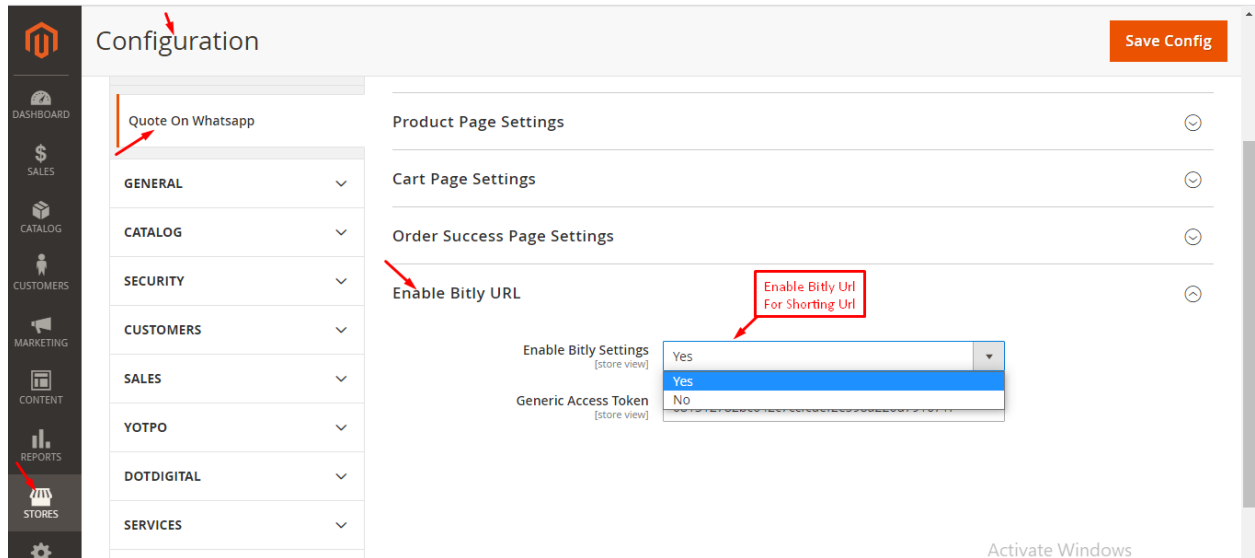 Configuration
Save Config
DASHBOARD
$
SALES
CATALOG
CUSTOMERS
MARKETING
CONTENT
REPORTS
STORES
Quote On Whatsapp
GENERAL
CATALOG
SECURITY
CUSTOMERS
SALES
YOTPO
DOTDIGITAL
SERVICES
Product Page Settings
Cart Page Settings
Order Success Page Settings
Enable Bitly URL
Enable Bitly Url
For Shorting Url
Enable Bitly Settings
[store view]
Yes
Yes
No
Generic Access Token
[store view]
Activate Windows